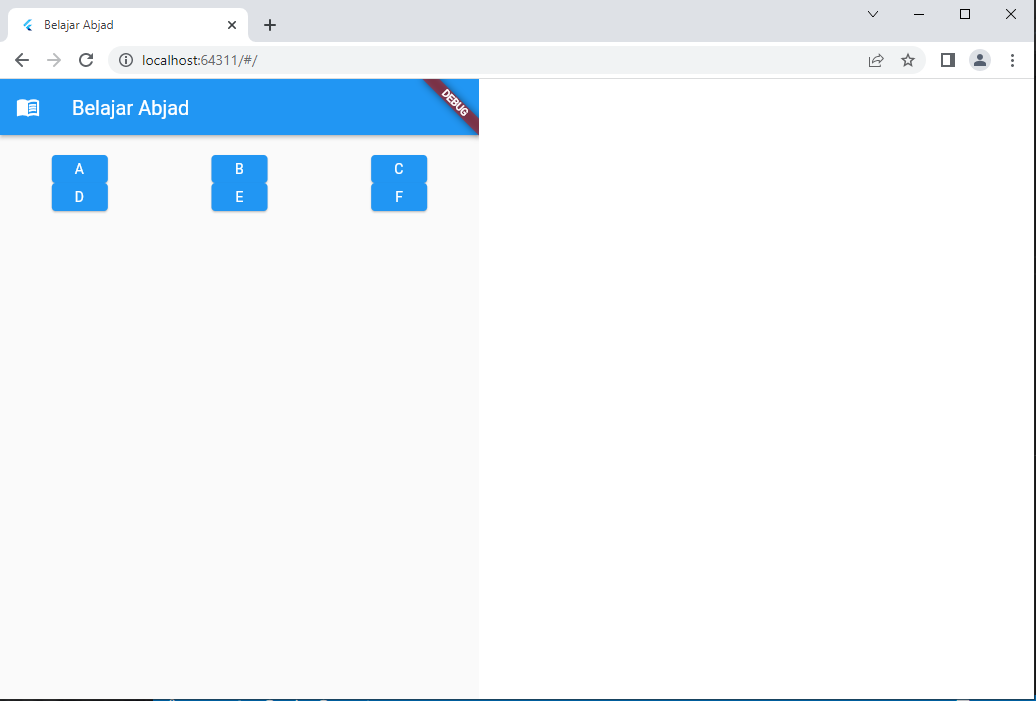 Belajar Abjad
localhost:64311/#/
Belajar Abjad
DEBUG
A B C
D E F